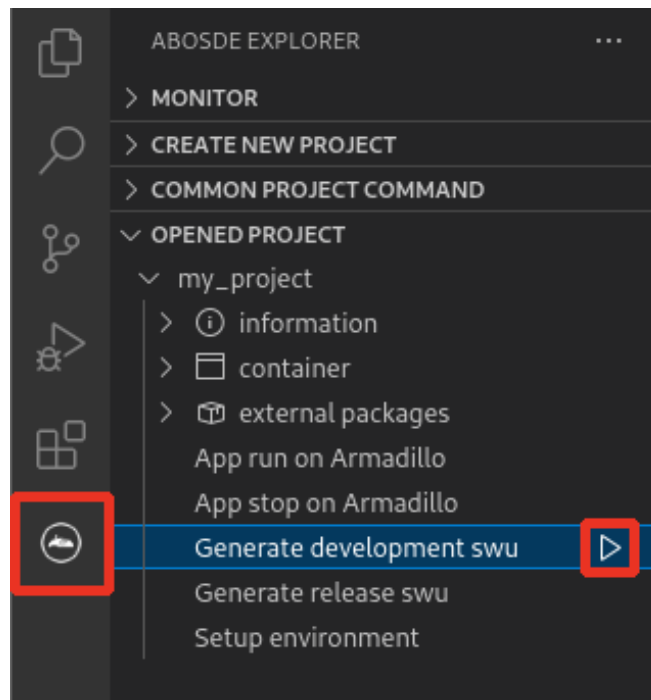 ABOSDE EXPLORER
MONITOR
CREATE NEW PROJECT
COMMON PROJECT COMMAND
OPENED PROJECT
my_project
information
container
external packages
App run on Armadillo
App stop on Armadillo
Generate development swu
Generate release swu
Setup environment